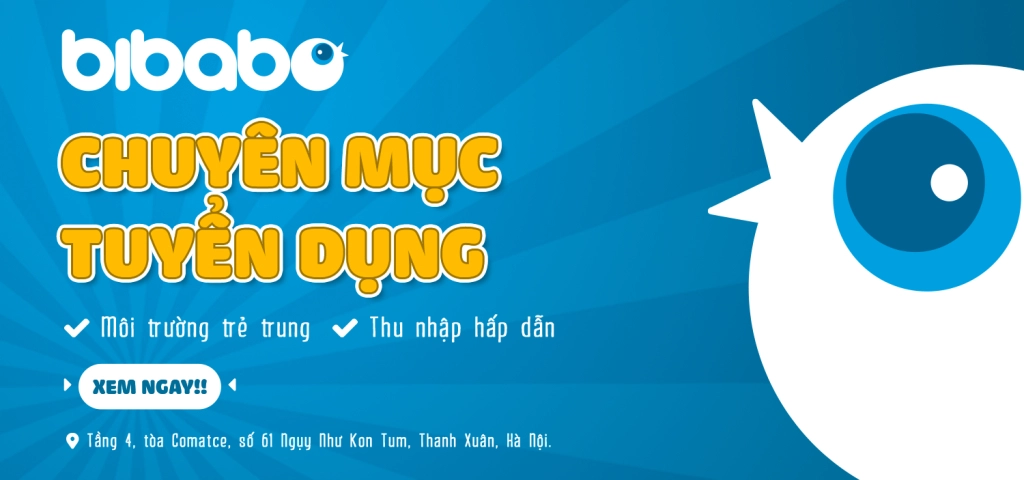 bibabo
CHUYÊN MỤC
TUYỂN DỤNG
Môi trường trẻ trung Thu nhập hấp dẫn
XEM NGAY!!
Tầng 4, tòa Comatce, số 61 Ngụy Như Kon Tum, Thanh Xuân, Hà Nội.